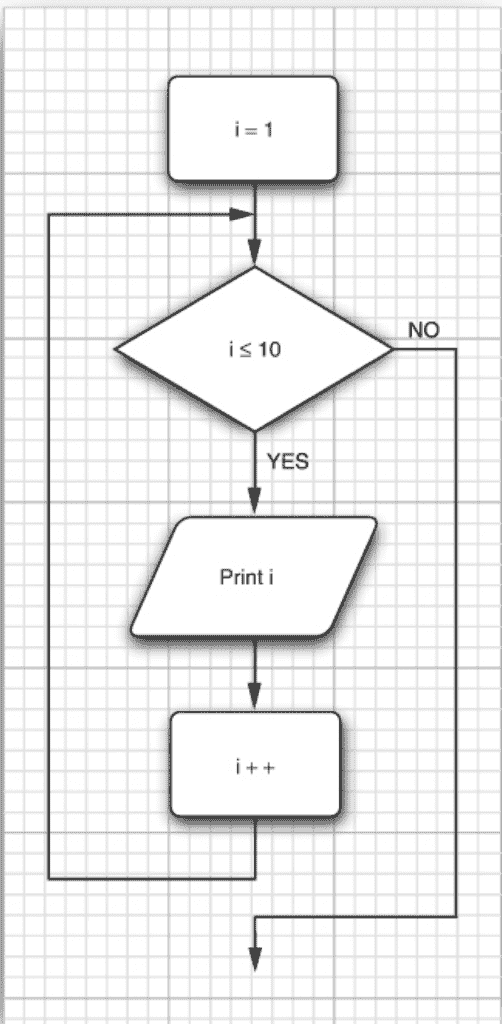 i = 1
i ≤ 10
NO
YES
Print i
i + +